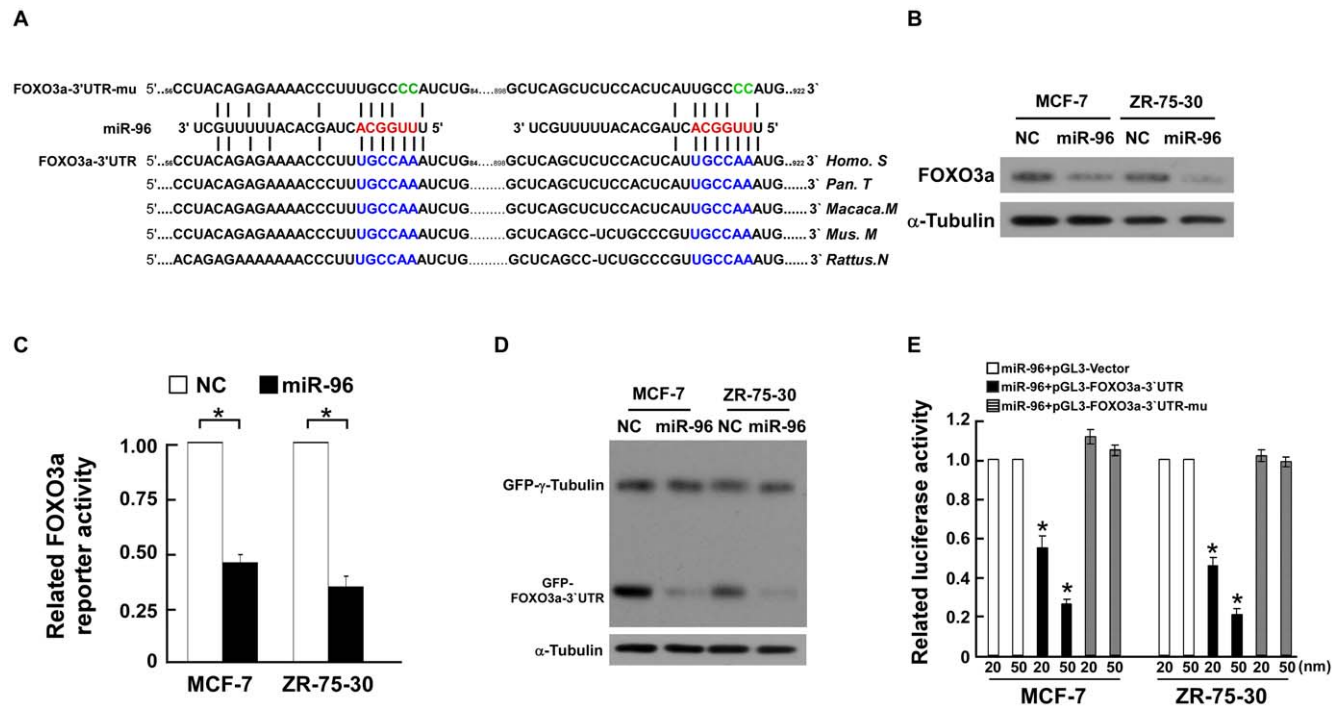 A
FOXO3a-3'UTR-mu 5'..56CCUACAGAGAAAACCCUUUGCCCCAUCUG84....898GCUCAGCUCUCCACUCAUUGCCCCAUG..922 3`
miR-96 3' UCGUUUUUACACGAUCACGGUUU 5' 3' UCGUUUUUACACGAUCACGGUUU 5'
FOXO3a-3'UTR 5'..56CCUACAGAGAAAACCCUUUGCCAAAUCUG84....898GCUCAGCUCUCCACUCAUUGCCAAAUG..922 3` Homo. S
5'....CCUACAGAGAAAACCCUUUGCCAAAUCUG..........GCUCAGCUCUCCACUCAUUGCCAAAUG...... 3` Pan. T
5'....CCUACAGAGAAAACCCUUUGCCAAAUCUG..........GCUCAGCUCUCCACUCAUUGCCAAAUG...... 3` Macaca.M
5'....CCUACAGAGAAAACCCUUUGCCAAAUCUG..........GCUCAGCC-UCUGCCCGUUGCCAAAUG...... 3` Mus. M
5'....ACAGAGAAAAAAACCCUUUGCCAAAUCUG..........GCUCAGCC-UCUGCCCGUUGCCAAAUG...... 3` Rattus.N
B
MCF-7 ZR-75-30
NC miR-96 NC miR-96
FOXO3a
α-Tubulin
C
NC miR-96
Related FOXO3a
reporter activity
* *
1.00
0.50
0.25
0
MCF-7 ZR-75-30
D
MCF-7 ZR-75-30
NC miR-96 NC miR-96
GFP-γ-Tubulin
GFP-
FOXO3a-3`UTR
α-Tubulin
E
miR-96+pGL3-Vector
miR-96+pGL3-FOXO3a-3`UTR
miR-96+pGL3-FOXO3a-3`UTR-mu
Related luciferase activity
1.2
1.0
0.8
0.6
0.4
0.2
0
* * * *
20 50 20 50 20 50 20 50 20 50 20 50 (nm)
MCF-7 ZR-75-30